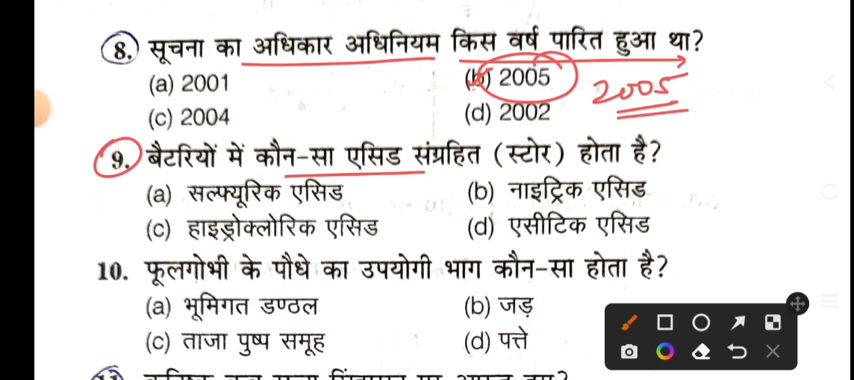 8. सूचना का अधिकार अधिनियम किस वर्ष पारित हुआ था?
(a) 2001 (b) 2005 2005
(c) 2004 (d) 2002
9. बैटरियों में कौन-सा एसिड संग्रहित (स्टोर) होता है?
(a) सल्फ्यूरिक एसिड (b) नाइट्रिक एसिड
(c) हाइड्रोक्लोरिक एसिड (d) एसीटिक एसिड
10. फूलगोभी के पौधे का उपयोगी भाग कौन-सा होता है?
(a) भूमिगत डण्ठल (b) जड़
(c) ताजा पुष्प समूह (d) पत्ते